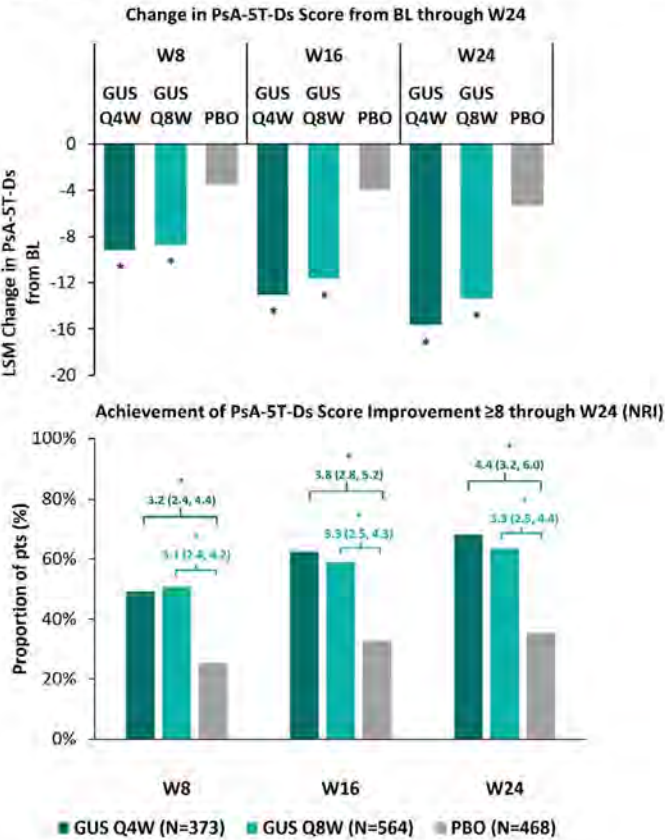 Change in PsA-5T-Ds Score from BL through W24
W8 W16 W24
GUS GUS GUS GUS GUS GUS
Q4W Q8W PBO Q4W Q8W PBO Q4W Q8W PBO
0
-4
-8
-12
-16
-20
LSM Change in PsA-5T-Ds
from BL
* * * * * *
Achievement of PsA-5T-Ds Score Improvement ≥8 through W24 (NRI)
100%
80%
60%
40%
20%
0%
Proportion of pts (%)
*
3.2 (2.4, 4.4)
*
(2.4, 4.2)
*
3.8 (2.8, 5.2)
*
(2.5, 4.3)
*
4.4 (3.2, 6.0)
*
3.3 (2.5, 4.4)
W8 W16 W24
GUS Q4W (N=373) GUS Q8W (N=564) PBO (N=468)